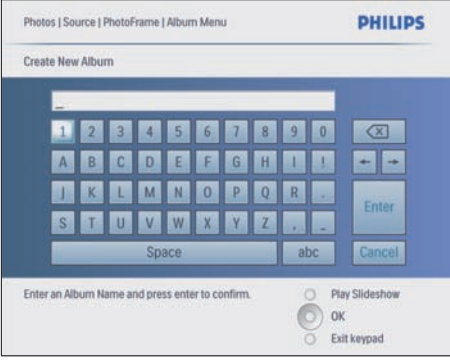 Photos | Source | PhotoFrame | Album Menu PHILIPS
Create New Album
_
1 2 3 4 5 6 7 8 9 0
A B C D E F G H I !
J K L M N O P Q R .
Enter
S T U V W X Y Z , _
Space abc Cancel
Enter an Album Name and press enter to confirm. Play Slideshow
OK
Exit keypad